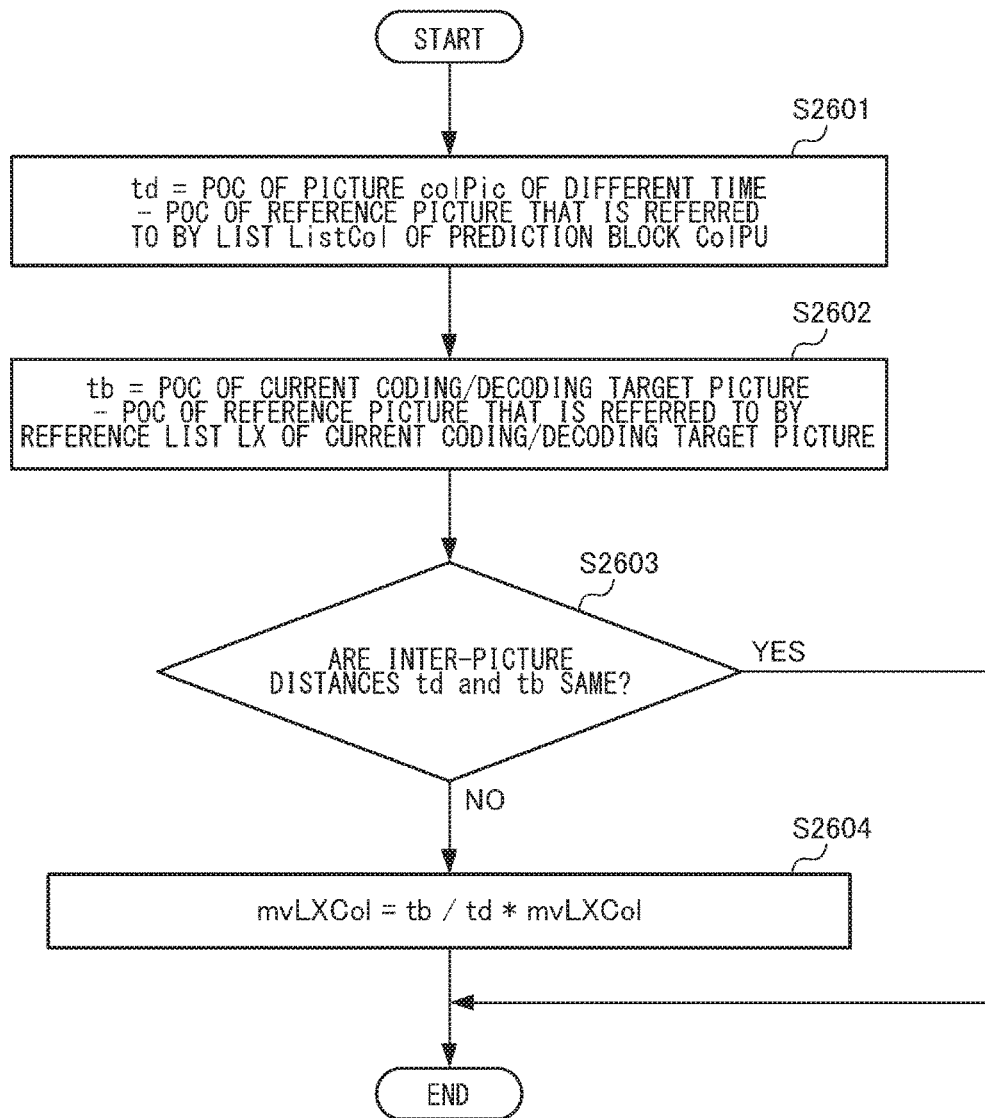 START
S2601
td = POC OF PICTURE colPic OF DIFFERENT TIME
- POC OF REFERENCE PICTURE THAT IS REFERRED
TO BY LIST ListCol OF PREDICTION BLOCK ColPU
S2602
tb = POC OF CURRENT CODING/DECODING TARGET PICTURE
- POC OF REFERENCE PICTURE THAT IS REFERRED TO BY
REFERENCE LIST LX OF CURRENT CODING/DECODING TARGET PICTURE
S2603
ARE INTER-PICTURE
DISTANCES td and tb SAME?
YES
NO
S2604
mvLXCol = tb / td * mvLXCol
END